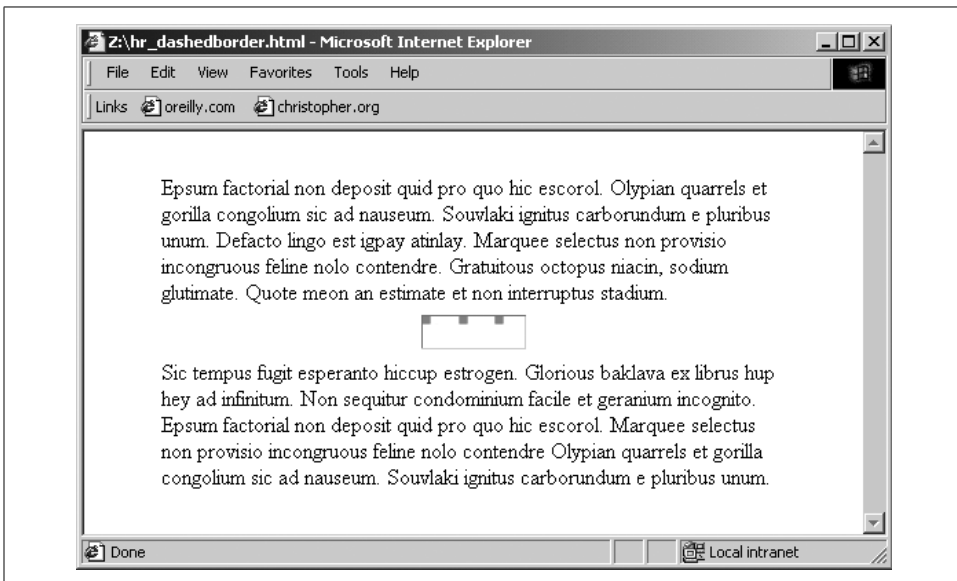 Z:\hr_dashedborder.html - Microsoft Internet Explorer
File Edit View Favorites Tools Help
Links oreilly.com christopher.org
Epsum factorial non deposit quid pro quo hic escorol. Olypian quarrels et
gorilla congolium sic ad nauseum. Souvlaki ignitus carborundum e pluribus
unum. Defacto lingo est igpay atinlay. Marquee selectus non provisio
incongruous feline nolo contendre. Gratuitous octopus niacin, sodium
glutimate. Quote meon an estimate et non interruptus stadium.
Sic tempus fugit esperanto hiccup estrogen. Glorious baklava ex librus hup
hey ad infinitum. Non sequitur condominium facile et geranium incognito.
Epsum factorial non deposit quid pro quo hic escorol. Marquee selectus
non provisio incongruous feline nolo contendre Olypian quarrels et gorilla
congolium sic ad nauseum. Souvlaki ignitus carborundum e pluribus unum.
Done Local intranet